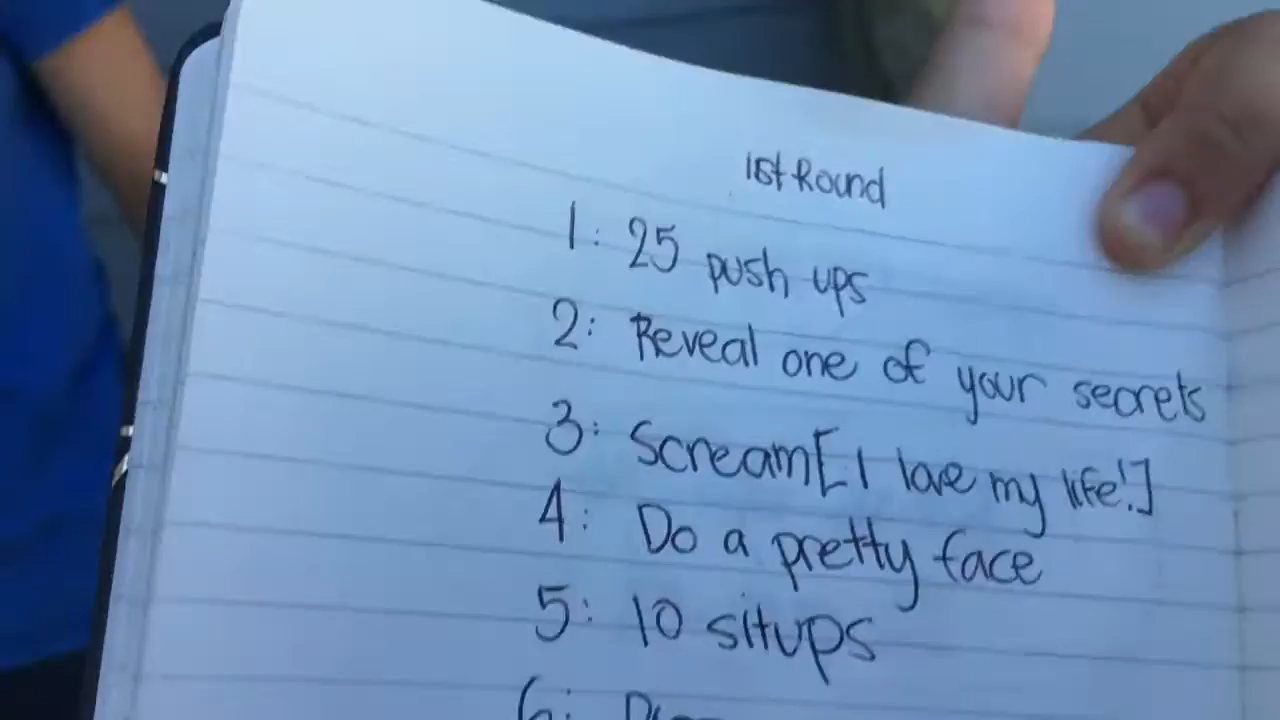 1st Round
1: 25 push ups
2: Reveal one of your secrets
3: Scream [I love my life!]
4: Do a pretty face
5: 10 situps
6: